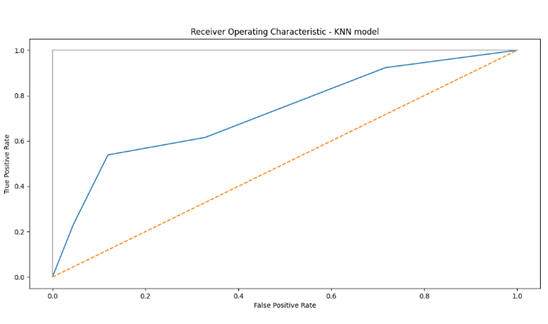 Receiver Operating Characteristic - KNN model
1.0
0.8
0.6
0.4
0.2
0.0
True Positive Rate
0.0 0.2 0.4 0.6 0.8 1.0
False Positive Rate